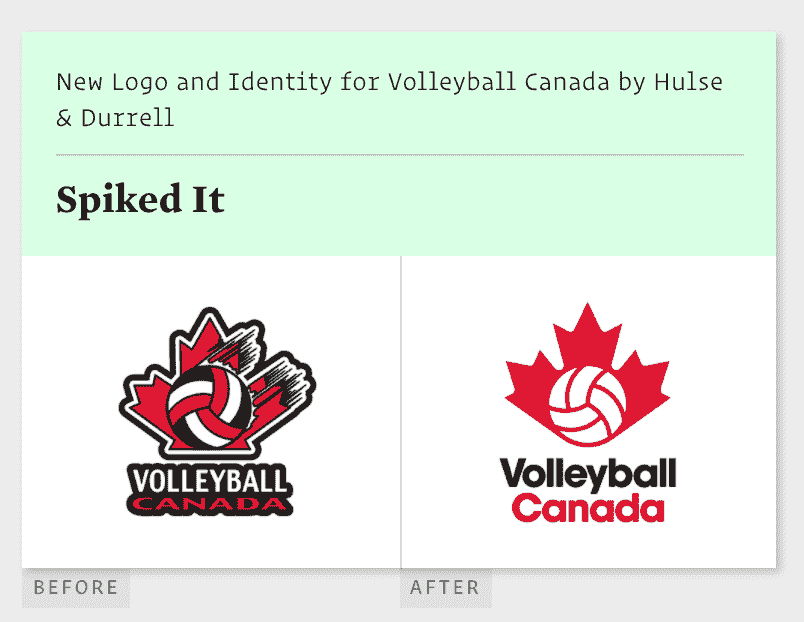 New Logo and Identity for Volleyball Canada by Hulse
& Durrell
Spiked It
VOLLEYBALL
CANADA
Volleyball
Canada
BEFORE
AFTER